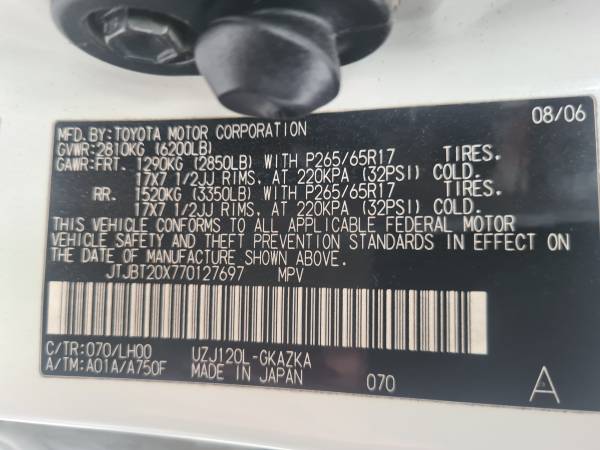 08/06
MFD.BY:TOYOTA MOTOR CORPORATION
GVWR:2810KG (6200LB)
GAWR:FRT. 1290KG (2850LB) WITH P265/65R17 TIRES.
17X7 1/2JJ RIMS, AT 220KPA (32PSI) COLD.
RR. 1520KG (3350LB) WITH P265/65R17 TIRES.
17X7 1/2JJ RIMS, AT 220KPA (32PSI) COLD.
THIS VEHICLE CONFORMS TO ALL APPLICABLE FEDERAL MOTOR
VEHICLE SAFETY AND THEFT PREVENTION STANDARDS IN EFFECT ON
THE DATE OF MANUFACTURE SHOWN ABOVE.
JTJBT20X770127697 MPV
C/TR:070/LH00 UZJ120L-GKAZKA
A/TM:A01A/A750F MADE IN JAPAN 070 A